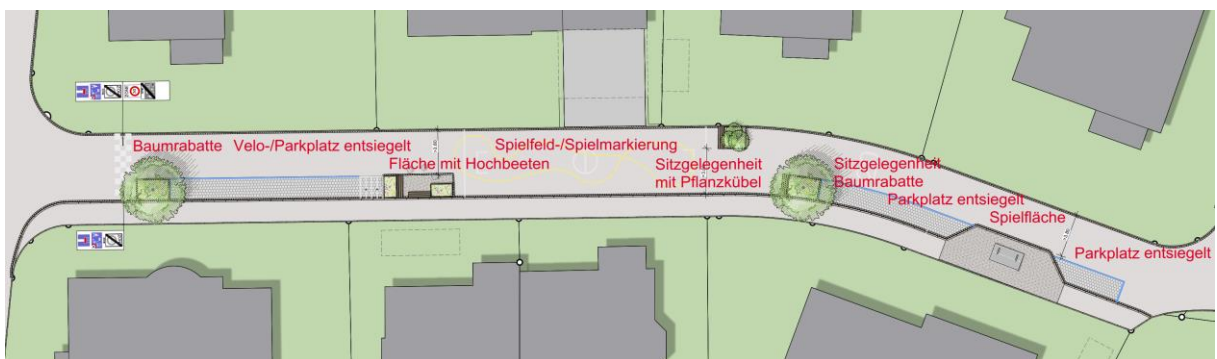 Baumrabatte
Velo-/Parkplatz entsiegelt
Spielfeld-/Spielmarkierung
Fläche mit Hochbeeten
Sitzgelegenheit
mit Pflanzkübel
Sitzgelegenheit
Baumrabatte
Parkplatz entsiegelt
Spielfläche
Parkplatz entsiegelt